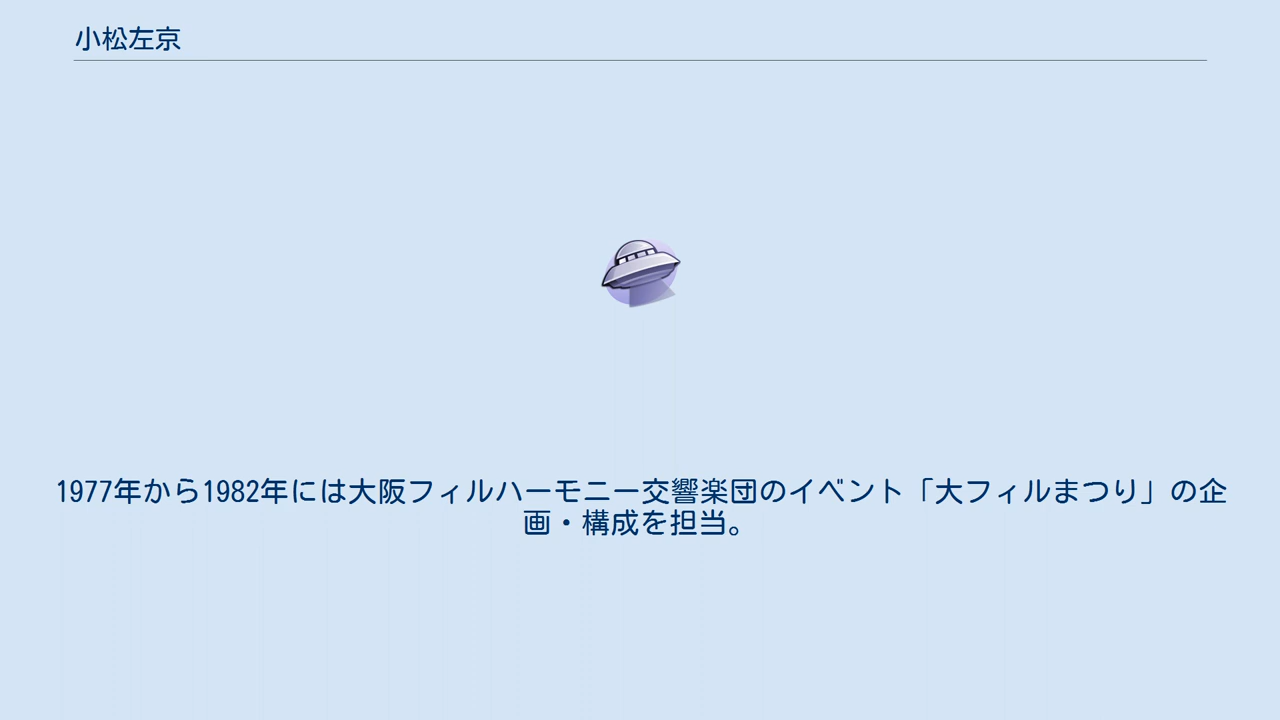 小松左京
1977年から1982年には大阪フィルハーモニー交響楽団のイベント「大フィルまつり」の企
画・構成を担当。